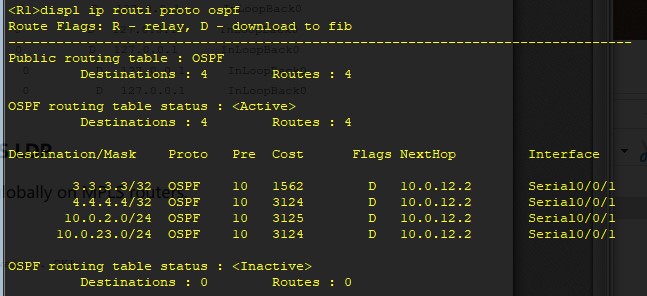 <R1>displ ip routi proto ospf
Route Flags: R - relay, D - download to fib
------------------------------------------------------------------------------
Public routing table : OSPF
Destinations : 4 Routes : 4
OSPF routing table status : <Active>
Destinations : 4 Routes : 4
Destination/Mask Proto Pre Cost Flags NextHop Interface
3.3.3.3/32 OSPF 10 1562 D 10.0.12.2 Serial0/0/1
4.4.4.4/32 OSPF 10 3124 D 10.0.12.2 Serial0/0/1
10.0.2.0/24 OSPF 10 3125 D 10.0.12.2 Serial0/0/1
10.0.23.0/24 OSPF 10 3124 D 10.0.12.2 Serial0/0/1
OSPF routing table status : <Inactive>
Destinations : 0 Routes : 0